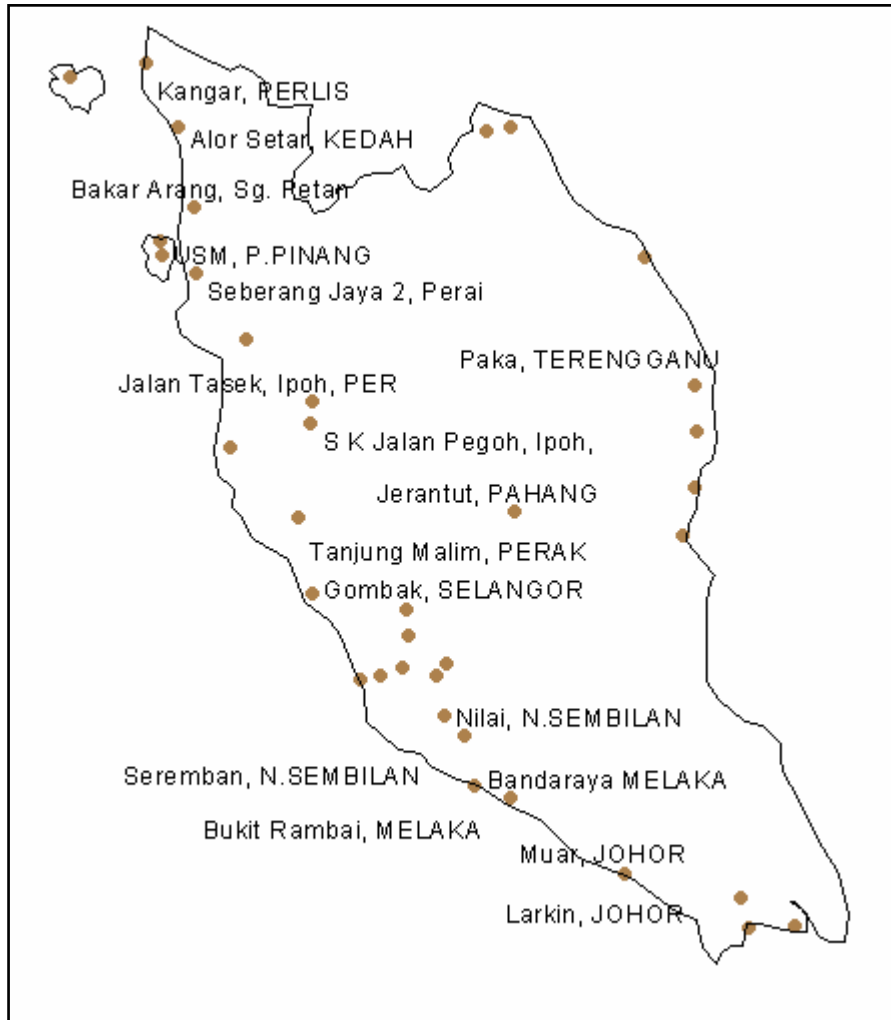 Kangar, PERLIS
Alor Setar, KEDAH
Bakar Arang, Sg. Petan
USM, P.PINANG
Seberang Jaya 2, Perai
Paka, TERENGGANU
Jalan Tasek, Ipoh, PER
S K Jalan Pegoh, Ipoh,
Jerantut, PAHANG
Tanjung Malim, PERAK
Gombak, SELANGOR
Nilai, N.SEMBILAN
Seremban, N.SEMBILAN
Bandaraya MELAKA
Bukit Rambai, MELAKA
Muar, JOHOR
Larkin, JOHOR